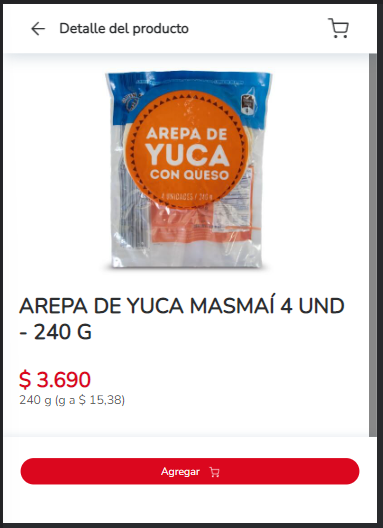 Detalle del producto
AREPA DE
YUCA
CON QUESO
4 UNIDADES / 240 g
AREPA DE YUCA MASMAÍ 4 UND
- 240 G
$ 3.690
240 g (g a $ 15,38)
Agregar